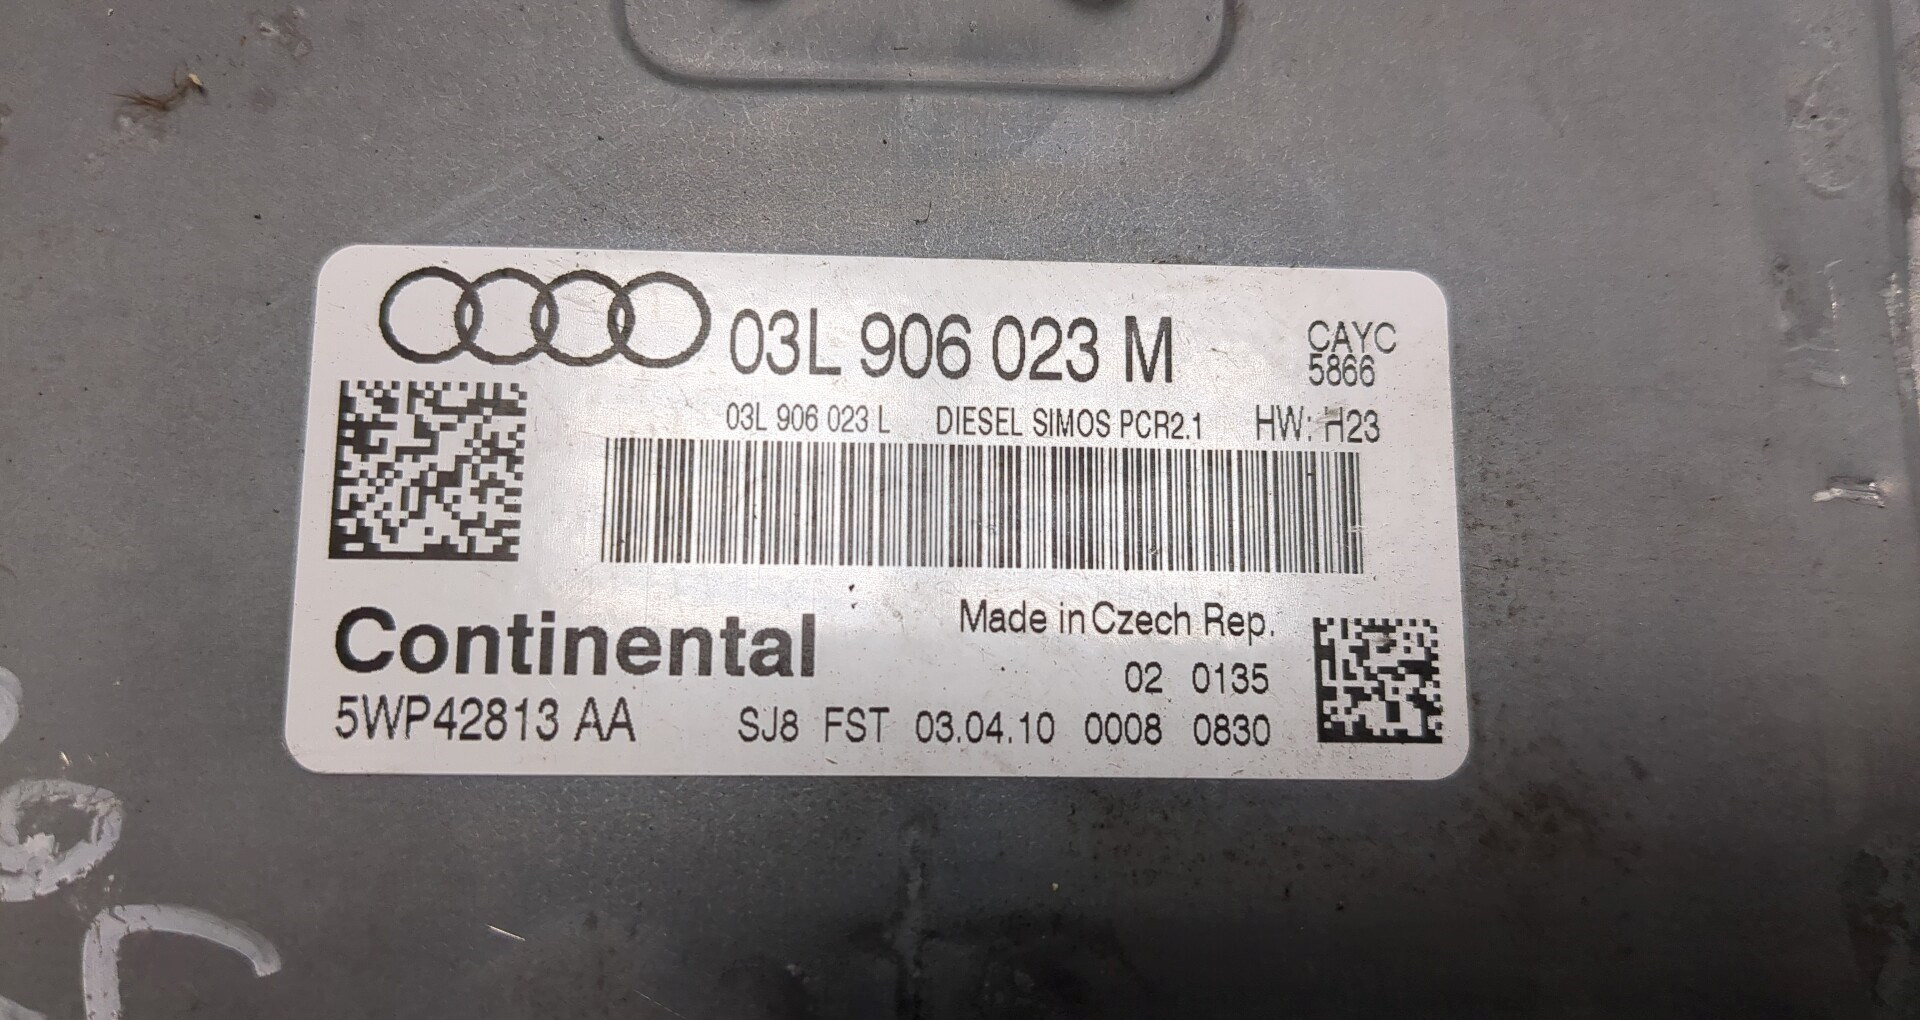 03L 906 023 M
CAYC
5866
03L 906 023 L DIESEL SIMOS PCR2.1 HW: H23
Made in Czech Rep.
Continental
02 0135
5WP42813 AA SJ8 FST 03.04.10 0008 0830